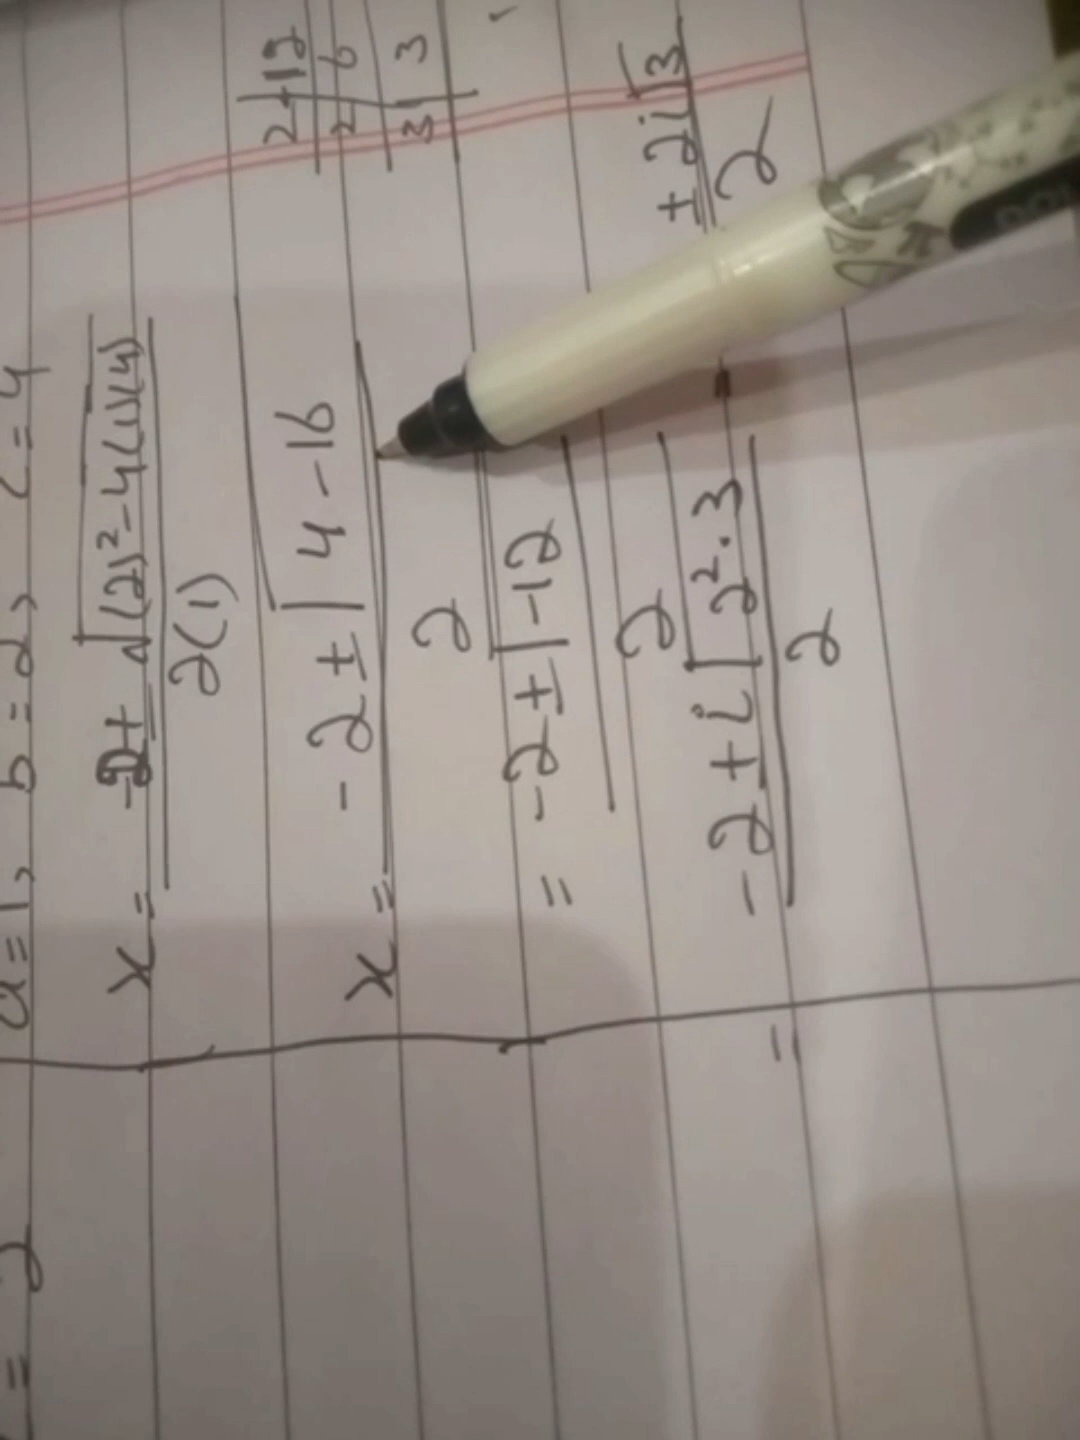 a=1, b=2, c=4
x = -2 ± √(2)²-4(1)(4)
2(1)
x = -2 ± √4-16
2
= -2 ± √-12
2
= -2 ± i √2².3
2
= ± 2i√3
2
2 12
2 6
3 3
= 2
π